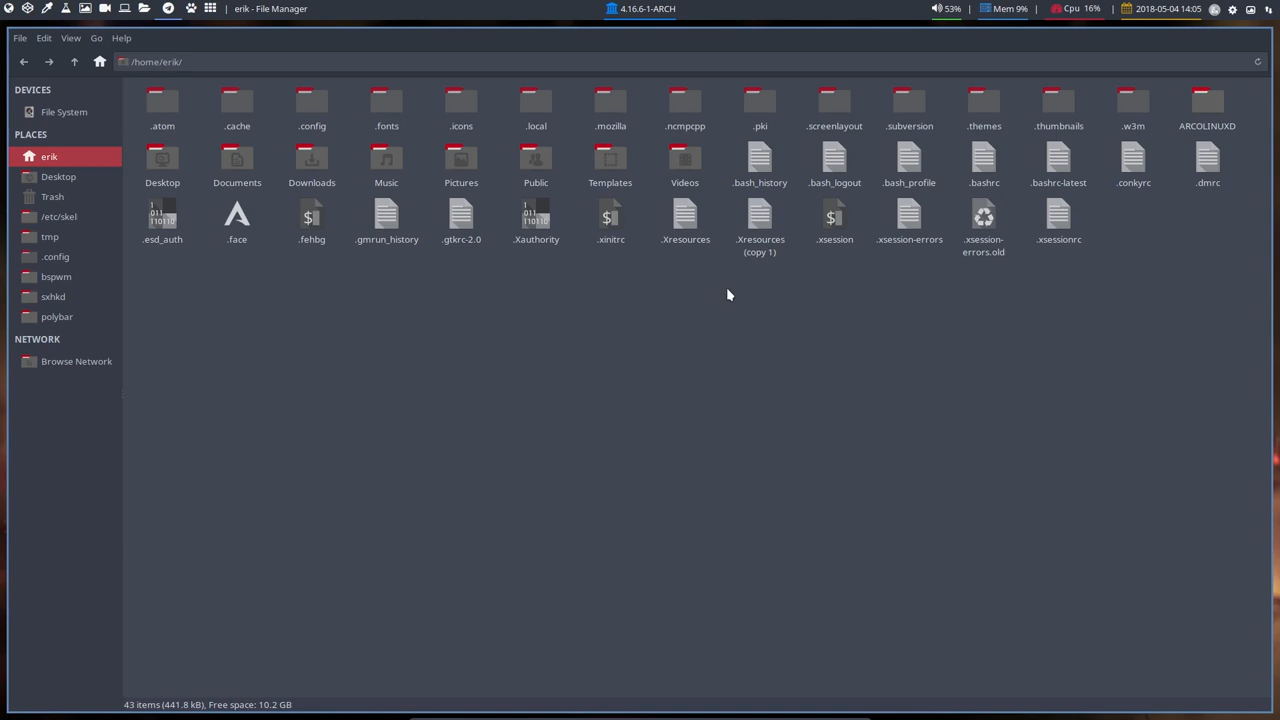 erik - File Manager
4.16.6-1-ARCH
53% | Mem 9% | Cpu 16% | 2018-05-04 14:05
File Edit View Go Help
/home/erik/
DEVICES
File System
PLACES
erik
Desktop
Trash
/etc/skel
tmp
.config
bspwm
sxhkd
polybar
NETWORK
Browse Network
.atom .cache .config .fonts .icons .local .mozilla .ncmpcpp .pki .screenlayout .subversion .themes .thumbnails .w3m ARCOLINUXD
Desktop Documents Downloads Music Pictures Public Templates Videos .bash_history .bash_logout .bash_profile .bashrc .bashrc-latest .conkyrc .dmrc
.esd_auth .face .fehbg .gmrun_history .gtkrc-2.0 .Xauthority .xinitrc .Xresources .Xresources (copy 1) .xsession .xsession-errors .xsession-errors.old .xsessionrc
43 items (441.8 kB), Free space: 10.2 GB